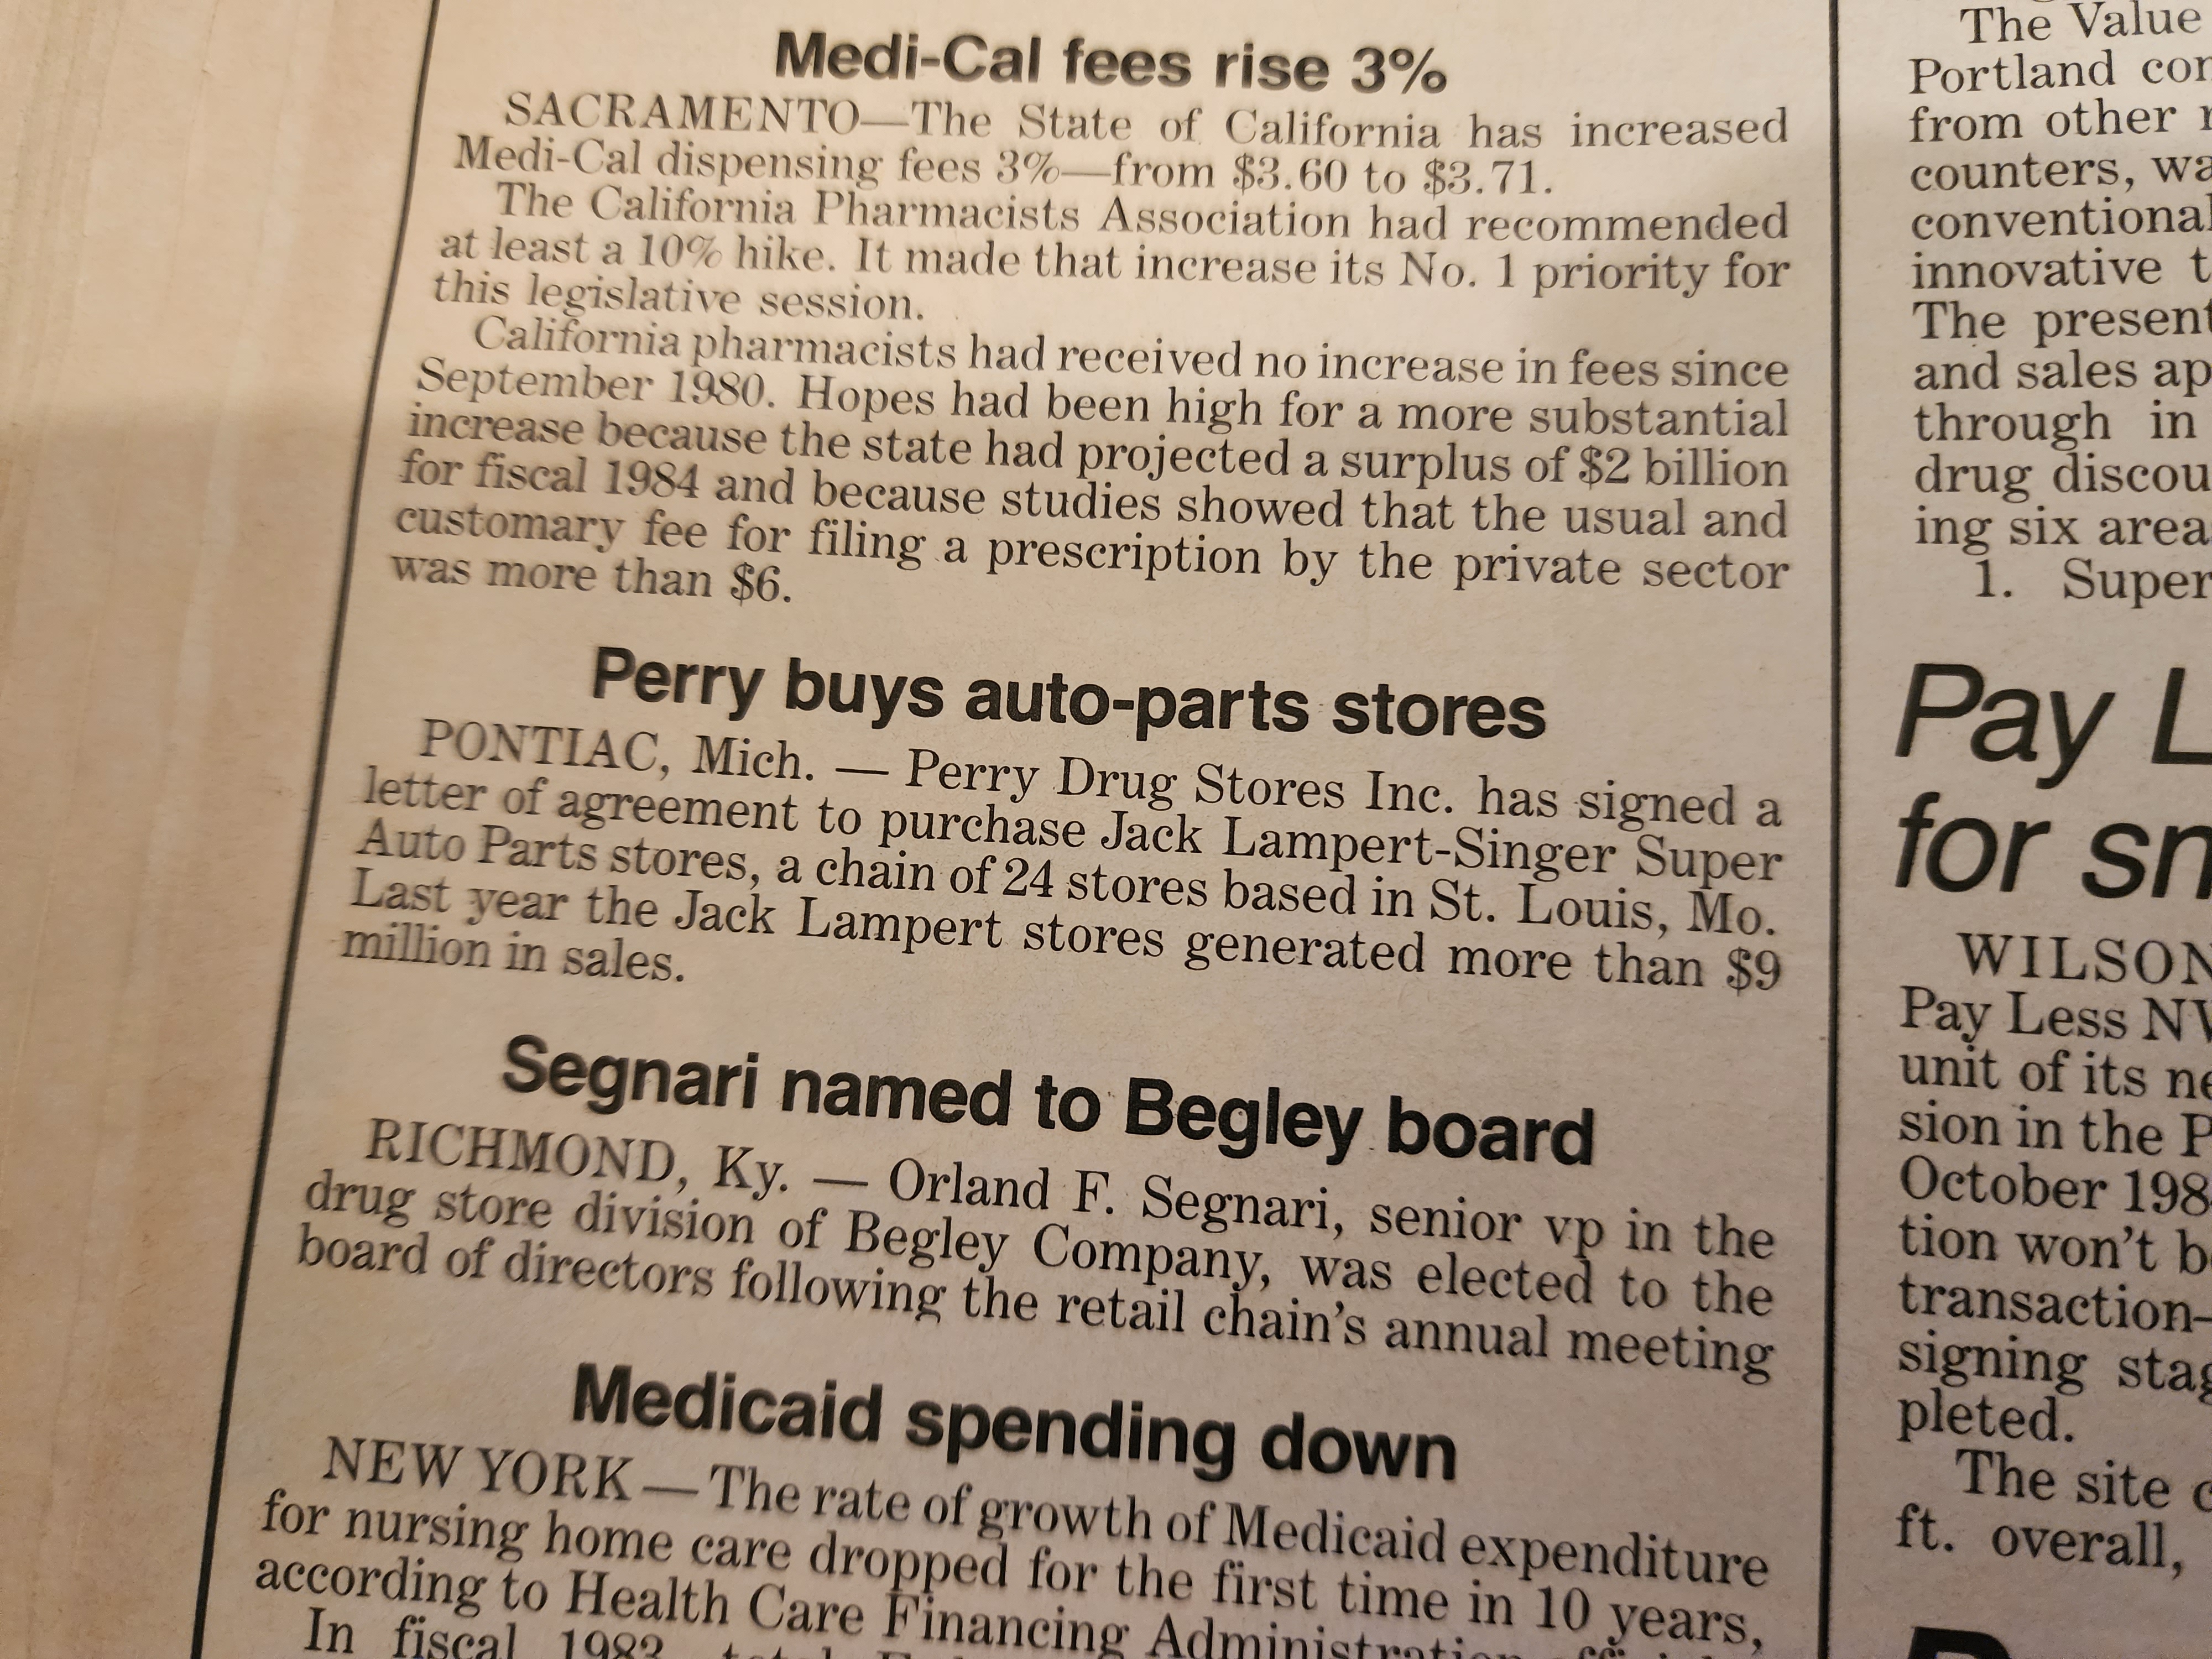 Medi-Cal fees rise 3%
SACRAMENTO—The State of California has increased
Medi-Cal dispensing fees 3%—from $3.60 to $3.71.
The California Pharmacists Association had recommended
at least a 10% hike. It made that increase its No. 1 priority for
this legislative session.
California pharmacists had received no increase in fees since
September 1980. Hopes had been high for a more substantial
increase because the state had projected a surplus of $2 billion
for fiscal 1984 and because studies showed that the usual and
customary fee for filing a prescription by the private sector
was more than $6.
Perry buys auto-parts stores
PONTIAC, Mich. — Perry Drug Stores Inc. has signed a
letter of agreement to purchase Jack Lampert-Singer Super
Auto Parts stores, a chain of 24 stores based in St. Louis, Mo.
Last year the Jack Lampert stores generated more than $9
million in sales.
Segnari named to Begley board
RICHMOND, Ky. — Orland F. Segnari, senior vp in the
drug store division of Begley Company, was elected to the
board of directors following the retail chain's annual meeting
Medicaid spending down
NEW YORK—The rate of growth of Medicaid expenditure
for nursing home care dropped for the first time in 10 years,
according to Health Care Financing Administration
In fiscal
The Value
Portland
from other
counters,
conventional
innovative
The present
and sales
through in
drug
ing six
1. Super
Pay
for
WILSON
Pay Less
unit of its
sion in the
October
tion won't
transaction—
signing
pleted.
The site
ft. overall,